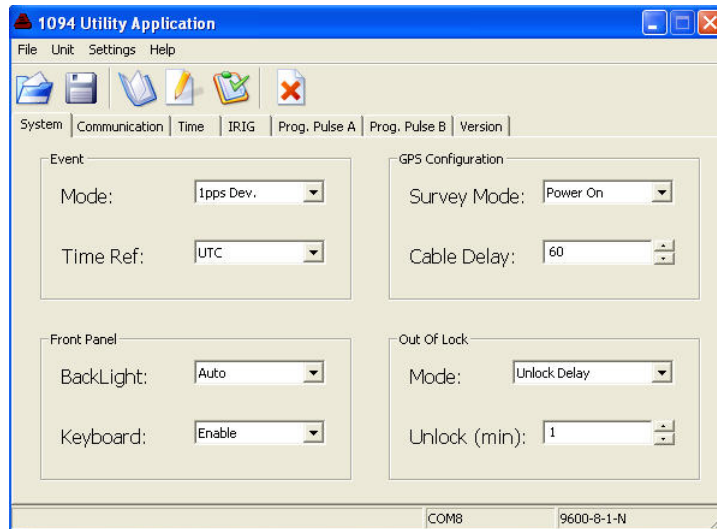 1094 Utility Application
File Unit Settings Help
System Communication Time IRIG Prog. Pulse A Prog. Pulse B Version
Event
Mode: 1pps Dev.
Time Ref: UTC
GPS Configuration
Survey Mode: Power On
Cable Delay: 60
Front Panel
BackLight: Auto
Keyboard: Enable
Out Of Lock
Mode: Unlock Delay
Unlock (min): 1
COM8 9600-8-1-N